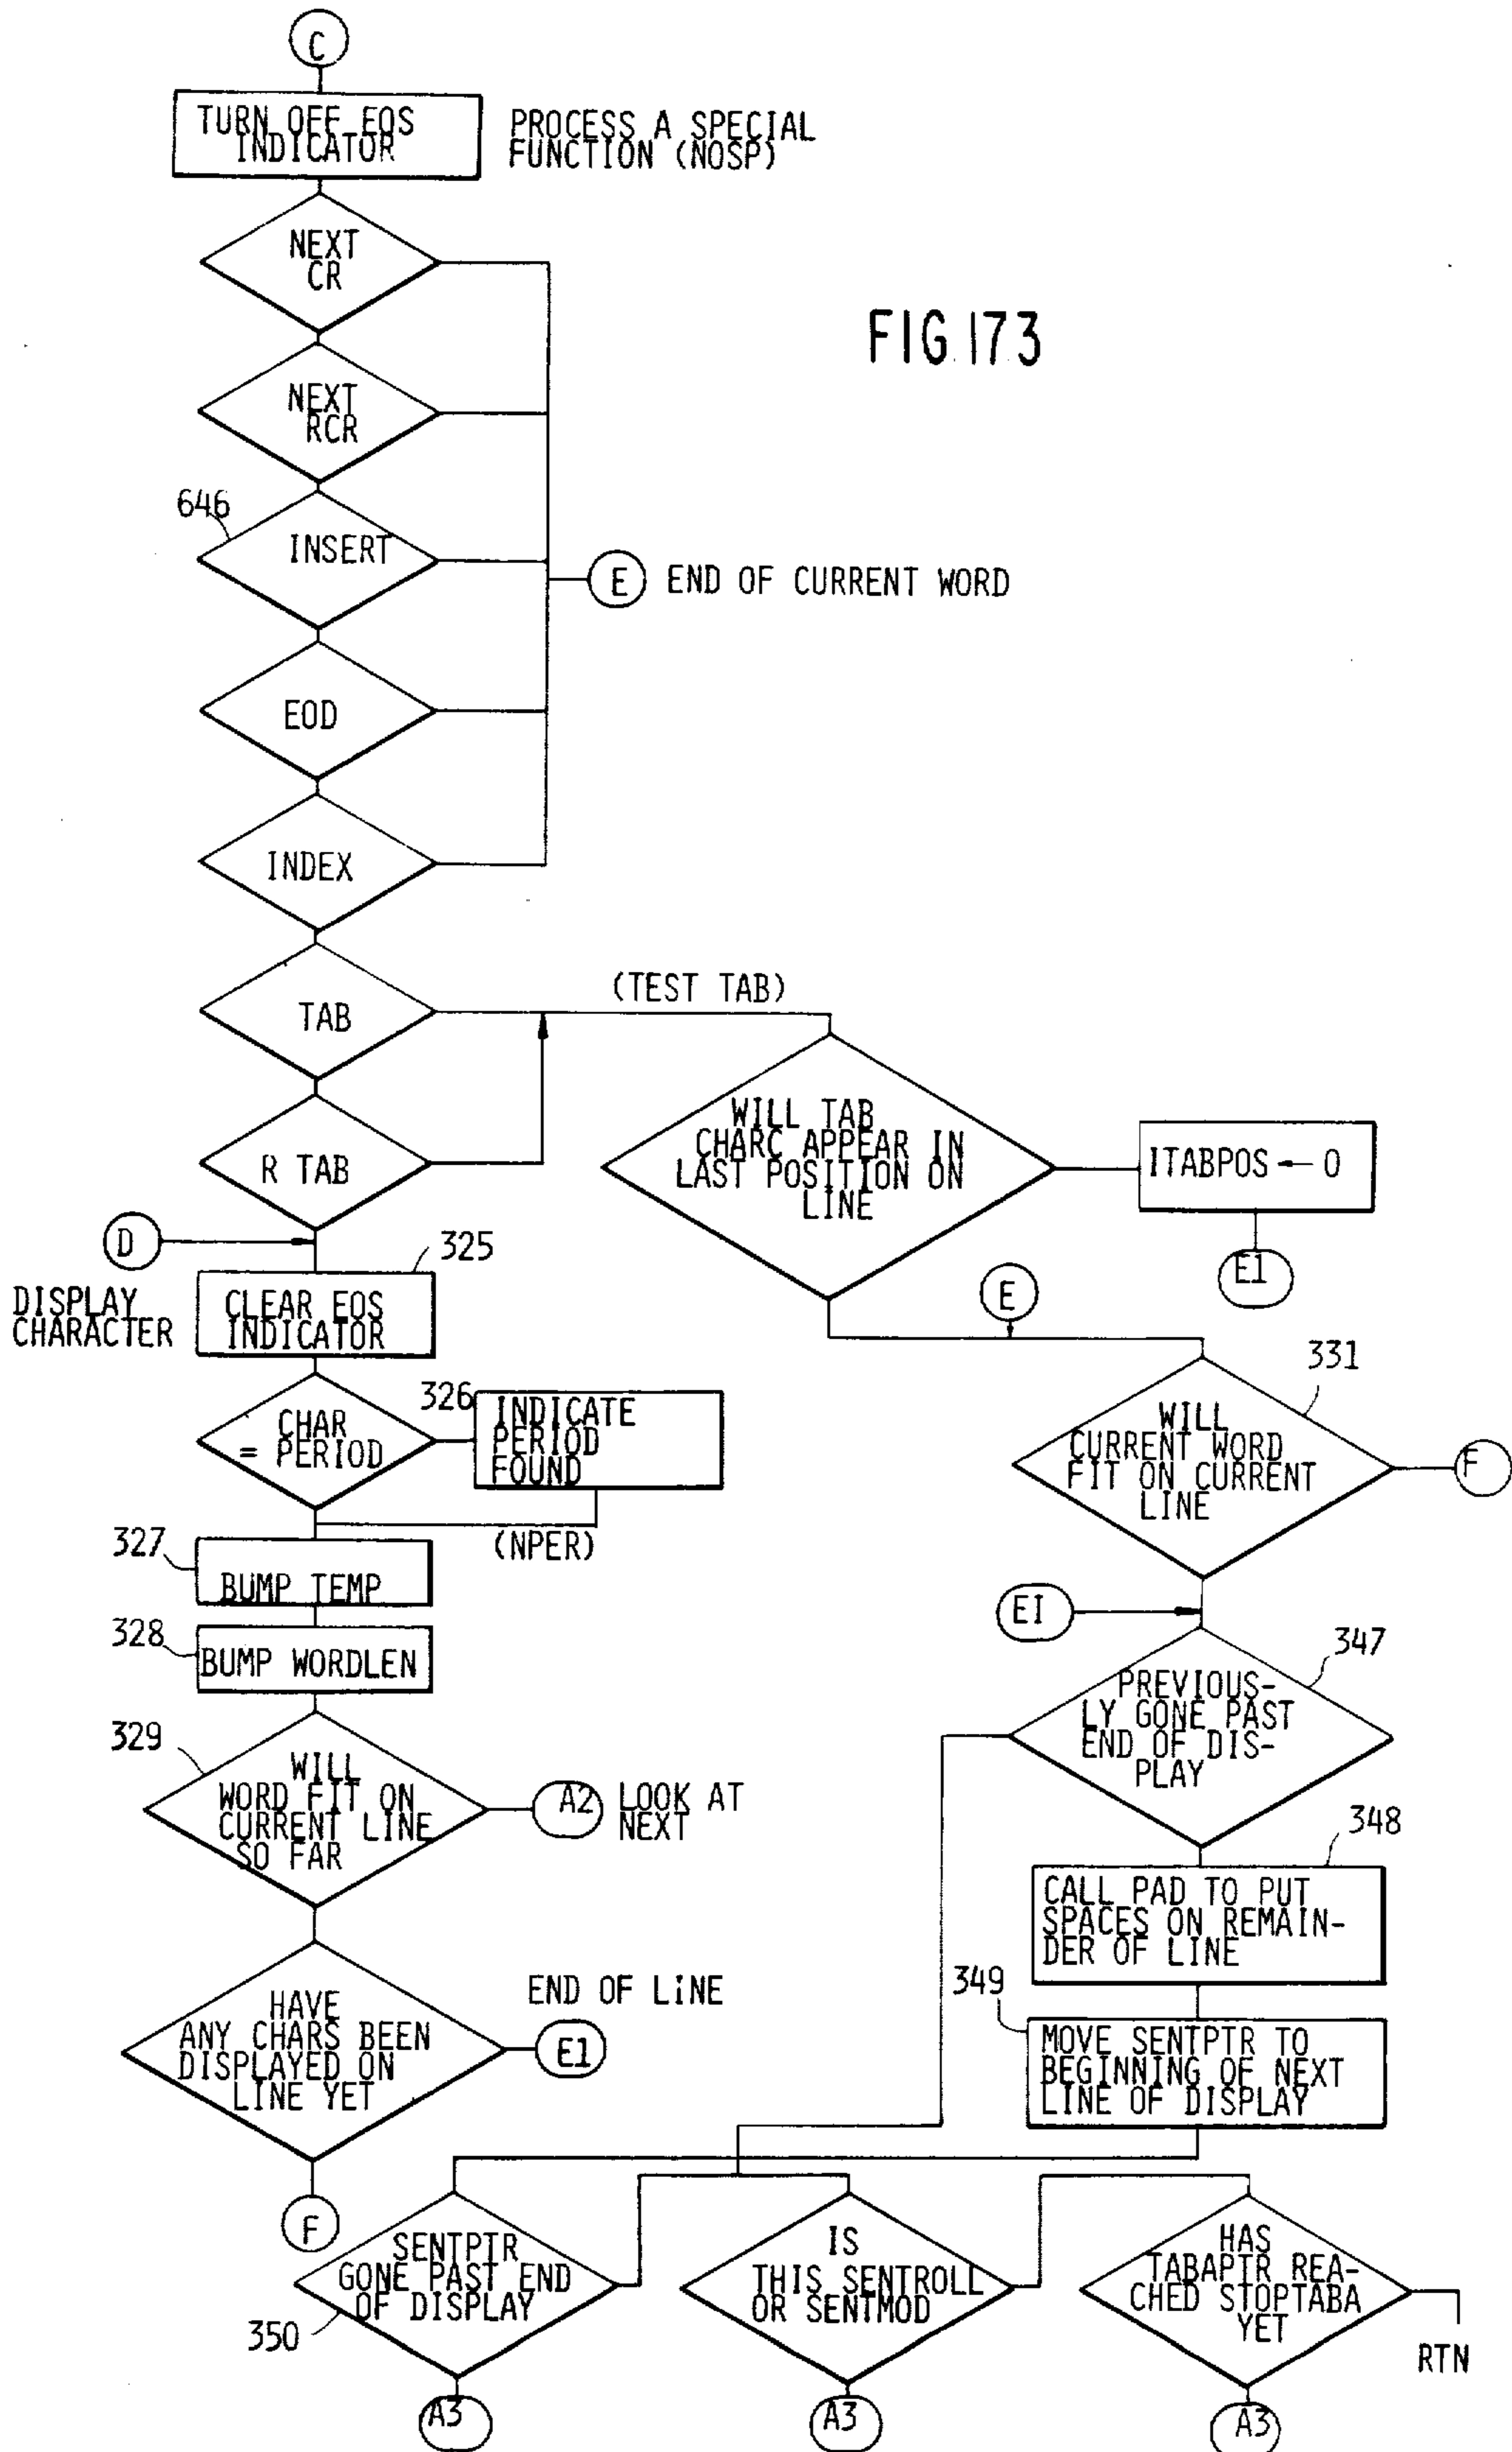 C
TURN OFF EOS
INDICATOR
PROCESS A SPECIAL
FUNCTION (NOSP)
NEXT
CR
FIG 173
NEXT
RCR
646
INSERT
E
END OF CURRENT WORD
EOD
INDEX
TAB
(TEST TAB)
R TAB
WILL TAB
CHARC APPEAR IN
LAST POSITION ON
LINE
ITABPOS ← 0
E1
D
325
DISPLAY
CHARACTER
CLEAR EOS
INDICATOR
E
331
CHAR
= PERIOD
326
INDICATE
PERIOD
FOUND
(NPER)
WILL
CURRENT WORD
FIT ON CURRENT
LINE
F
327
BUMP TEMP
328
BUMP WORDLEN
EI
347
PREVIOUS-
LY GONE PAST
END OF DIS-
PLAY
329
WILL
WORD FIT ON
CURRENT LINE
SO FAR
A2
LOOK AT
NEXT
348
CALL PAD TO PUT
SPACES ON REMAIN-
DER OF LINE
HAVE
ANY CHARS BEEN
DISPLAYED ON
LINE YET
END OF LINE
E1
349
MOVE SENTPTR TO
BEGINNING OF NEXT
LINE OF DISPLAY
F
SENTPTR
GONE PAST END
OF DISPLAY
350
A3
IS
THIS SENTROLL
OR SENTMOD
A3
HAS
TABAPTR REA-
CHED STOPTABA
YET
RTN
A3